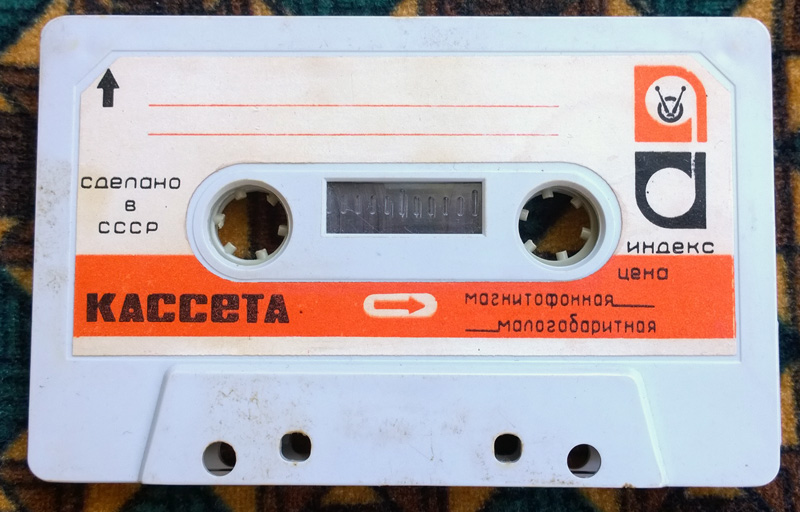 сделано
в
СССР
индекс
цена
КАССЕТА
магнитофонная
малогабаритная